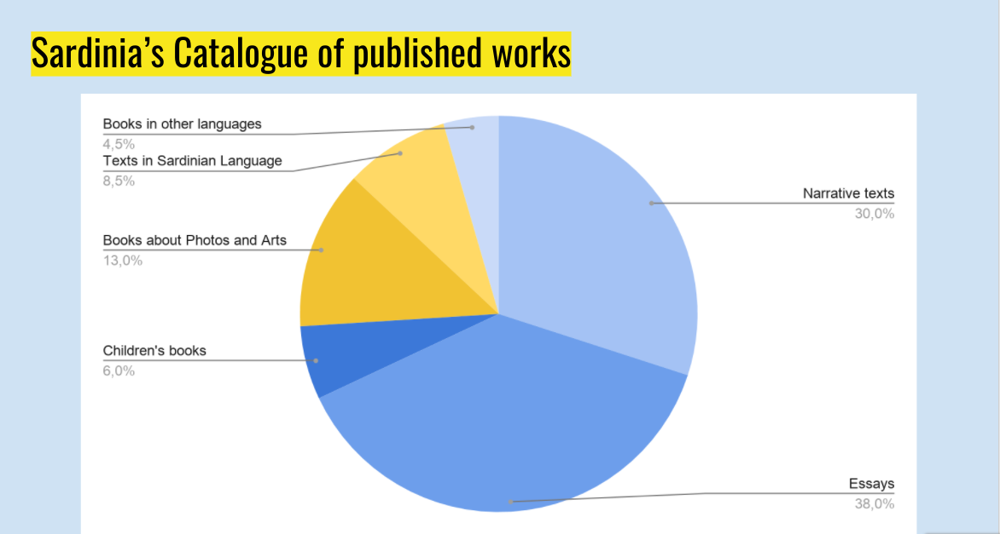 Sardinia's Catalogue of published works
Books in other languages
4,5%
Texts in Sardinian Language
8,5%
Books about Photos and Arts
13,0%
Children's books
6,0%
Narrative texts
30,0%
Essays
38,0%